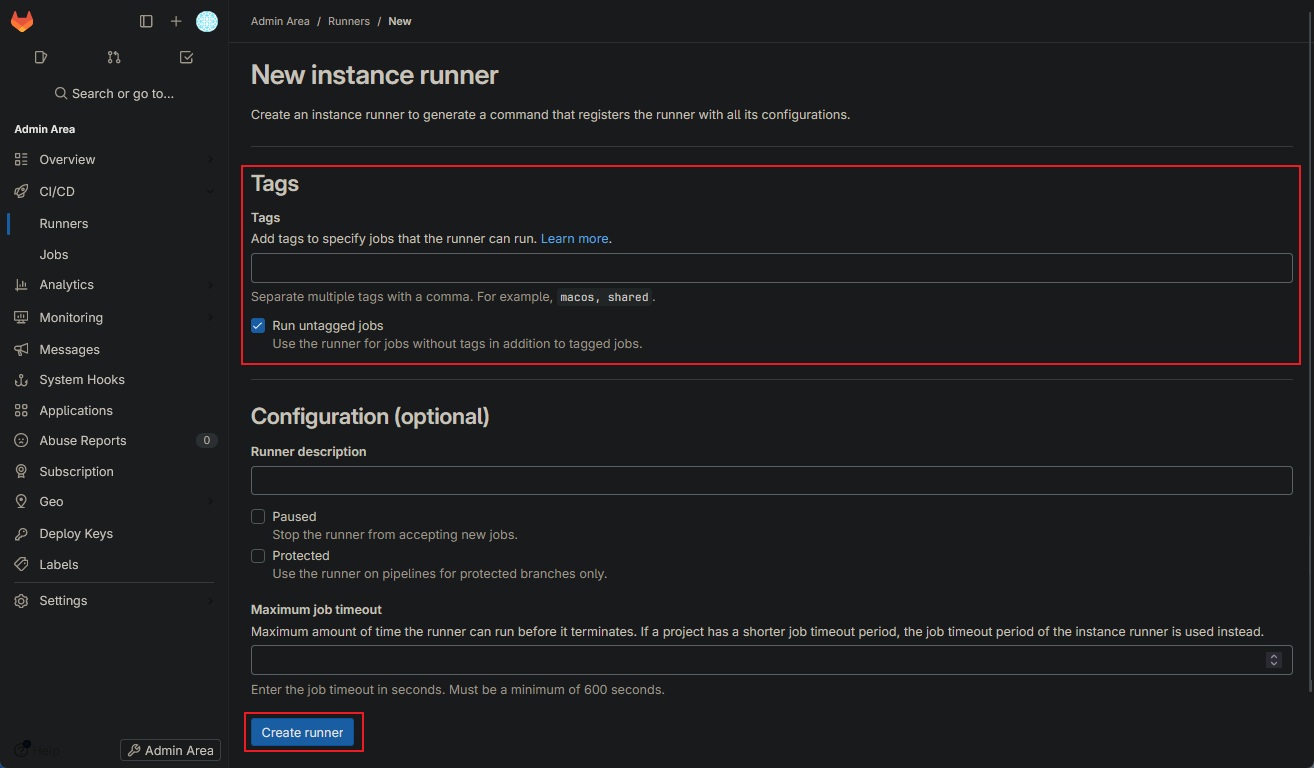 Admin Area / Runners / New
Search or go to...
Admin Area
Overview
CI/CD
Runners
Jobs
Analytics
Monitoring
Messages
System Hooks
Applications
Abuse Reports 0
Subscription
Geo
Deploy Keys
Labels
Settings
Help
Admin Area
New instance runner
Create an instance runner to generate a command that registers the runner with all its configurations.
Tags
Tags
Add tags to specify jobs that the runner can run. Learn more.
Separate multiple tags with a comma. For example, macos, shared.
Run untagged jobs
Use the runner for jobs without tags in addition to tagged jobs.
Configuration (optional)
Runner description
Paused
Stop the runner from accepting new jobs.
Protected
Use the runner on pipelines for protected branches only.
Maximum job timeout
Maximum amount of time the runner can run before it terminates. If a project has a shorter job timeout period, the job timeout period of the instance runner is used instead.
Enter the job timeout in seconds. Must be a minimum of 600 seconds.
Create runner